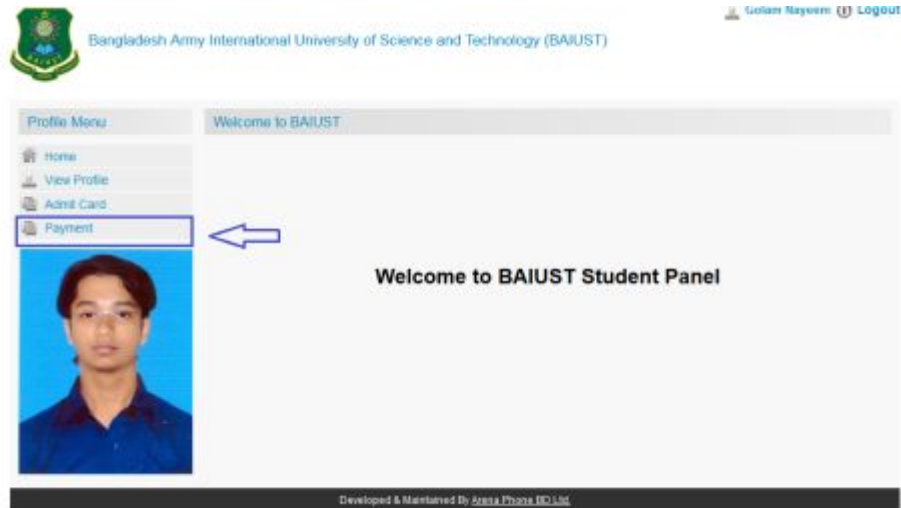 Golam Nayeem Logout
Bangladesh Army International University of Science and Technology (BAIUST)
BAIUST
Profile Menu
Welcome to BAIUST
Home
View Profile
Admit Card
Payment
Welcome to BAIUST Student Panel
Developed & Maintained By Arena Phone BD Ltd.